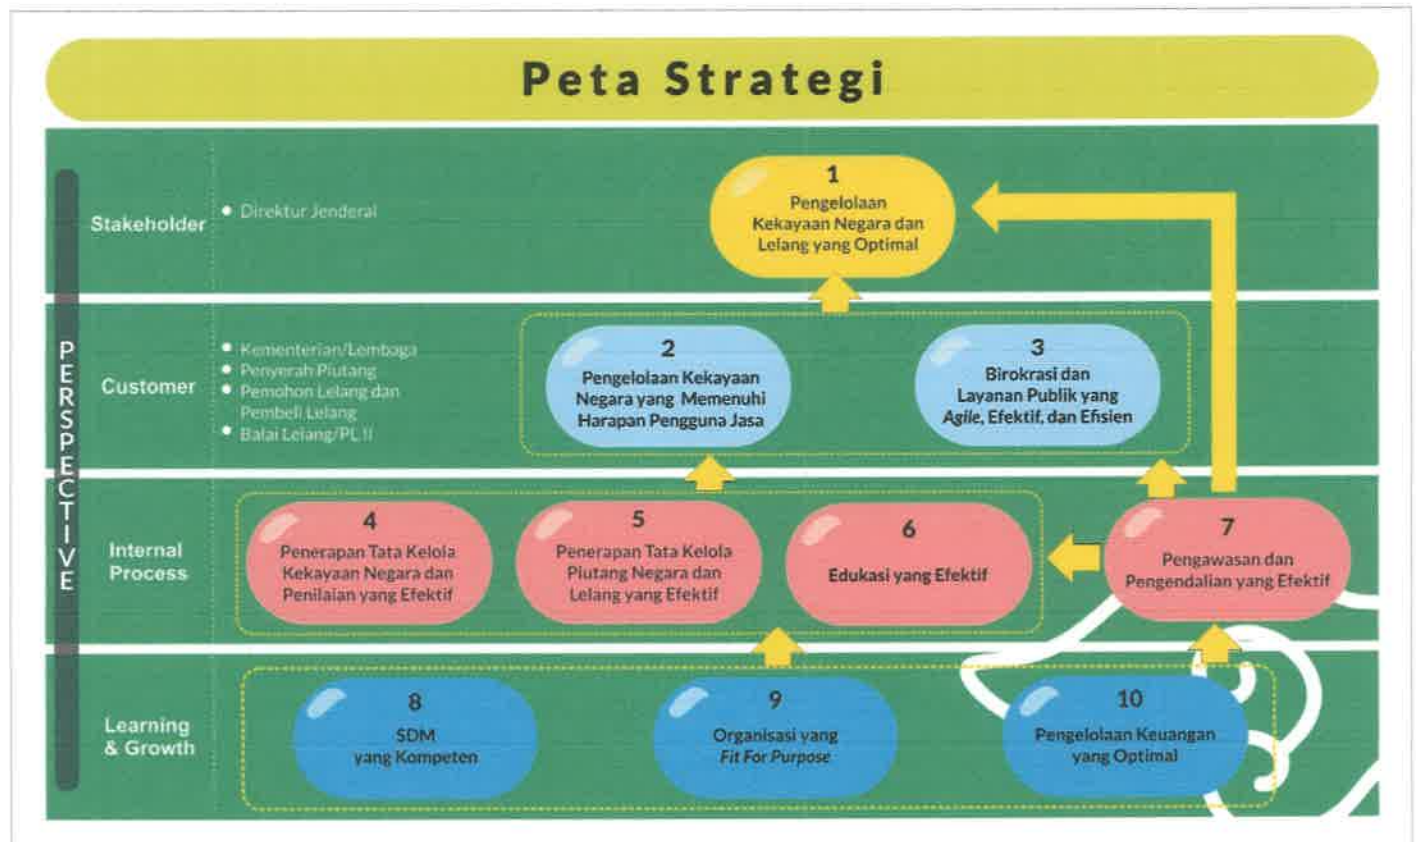 Peta Strategi
PERSPECTIVE
Stakeholder
• Direktur Jenderal
1
Pengelolaan
Kekayaan Negara dan
Lelang yang Optimal
Customer
• Kementerian/Lembaga
• Penyerah Piutang
• Pemohon Lelang dan
Pembeli Lelang
• Balai Lelang/PL II
2
Pengelolaan Kekayaan
Negara yang Memenuhi
Harapan Pengguna Jasa
3
Birokrasi dan
Layanan Publik yang
Agile, Efektif, dan Efisien
Internal
Process
4
Penerapan Tata Kelola
Kekayaan Negara dan
Penilaian yang Efektif
5
Penerapan Tata Kelola
Piutang Negara dan
Lelang yang Efektif
6
Edukasi yang Efektif
7
Pengawasan dan
Pengendalian yang Efektif
Learning
& Growth
8
SDM
yang Kompeten
9
Organisasi yang
Fit For Purpose
10
Pengelolaan Keuangan
yang Optimal